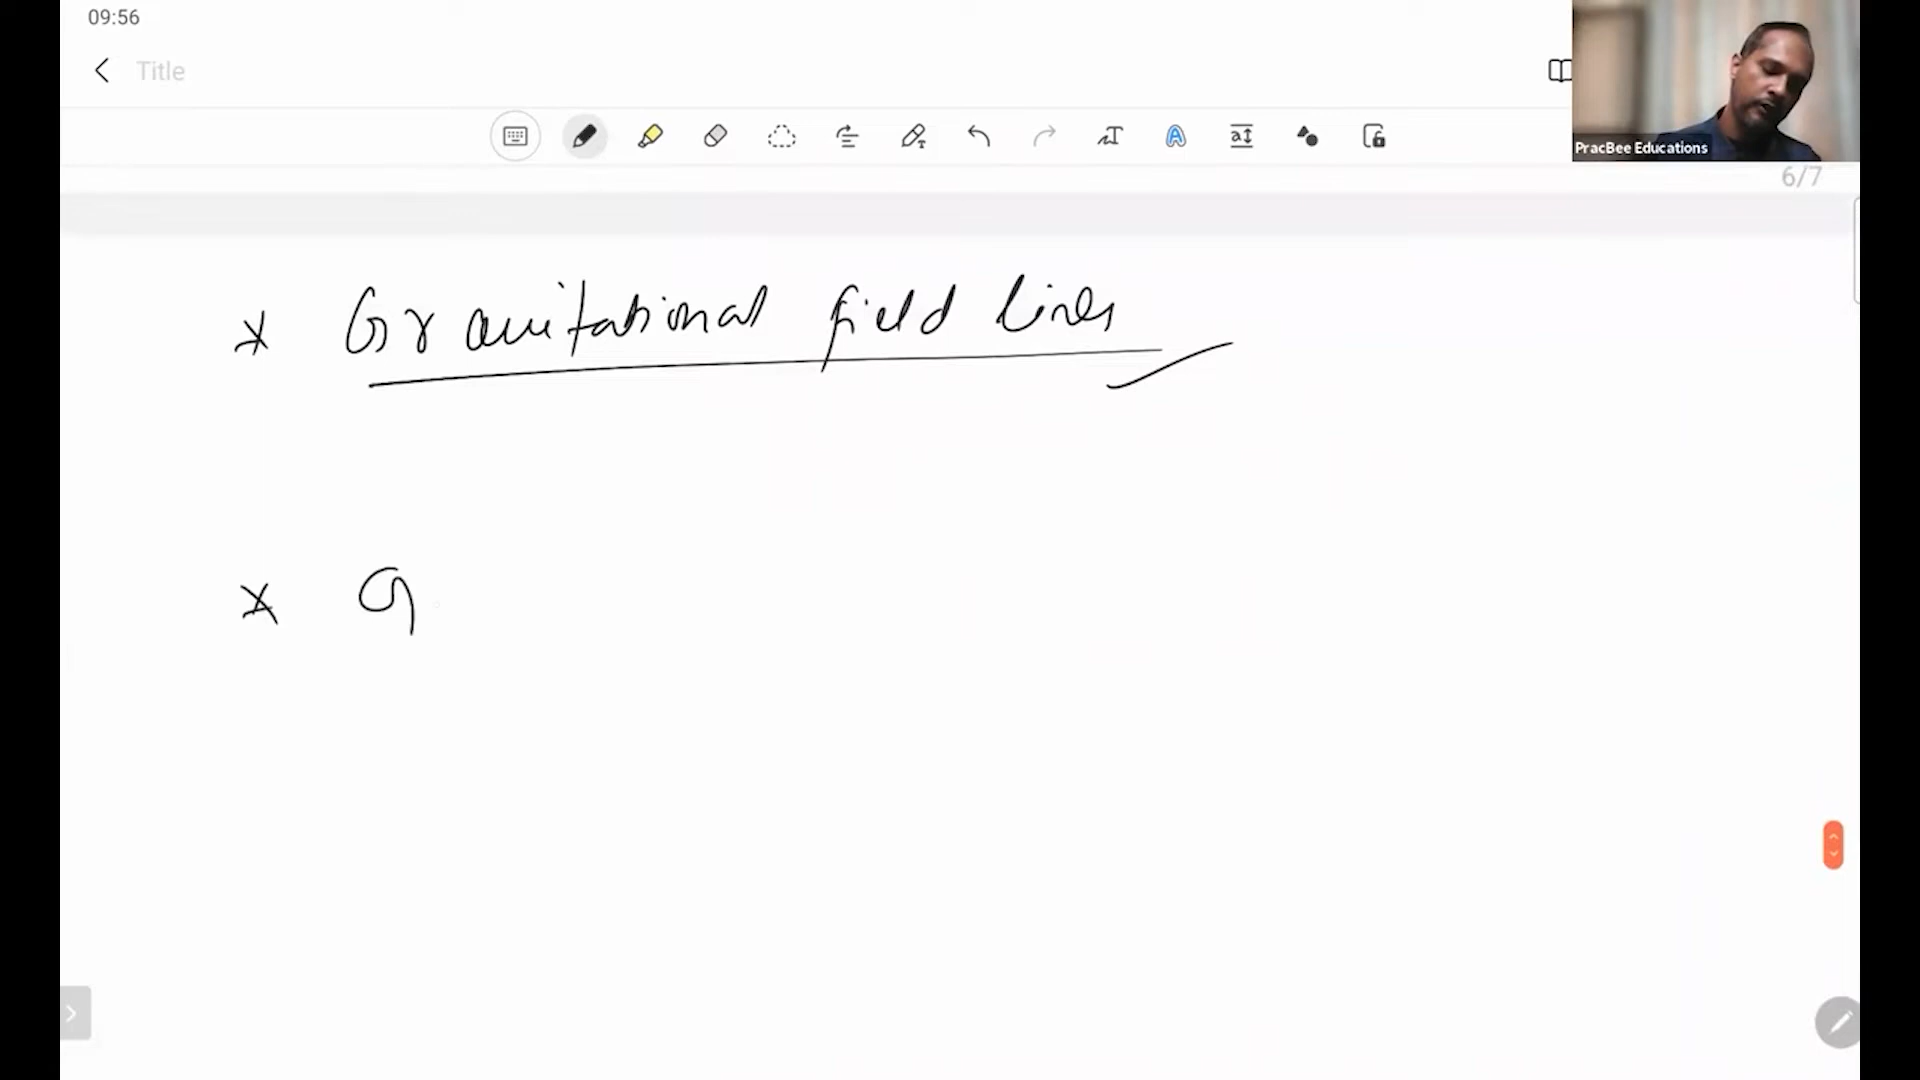 09:56
Title
PracBee Educations
6/7
* Gravitational field lines
* G